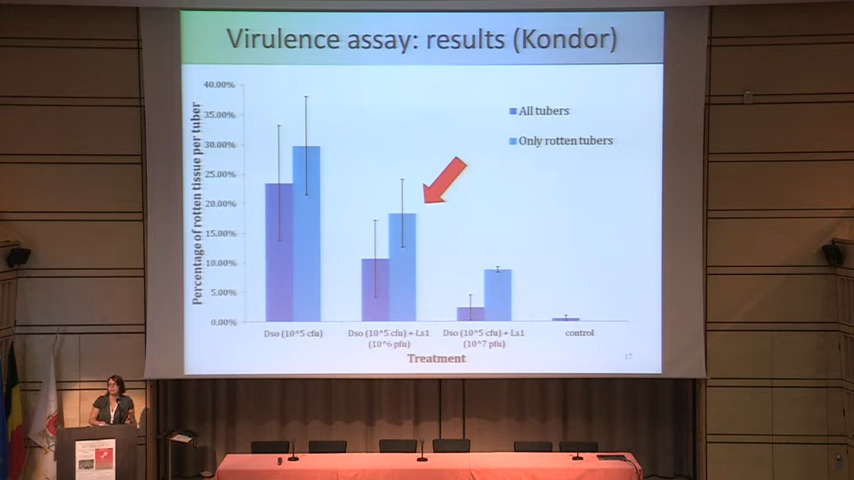 Virulence assay: results (Kondor)
40.00%
35.00%
30.00%
25.00%
20.00%
15.00%
10.00%
5.00%
0.00%
Percentage of rotten tissue per tuber
All tubers
Only rotten tubers
Dso (10^5 cfu)
Dso (10^5 cfu) + Ls1
(10^6 pfu)
Dso (10^5 cfu) + Ls1
(10^7 pfu)
control
Treatment